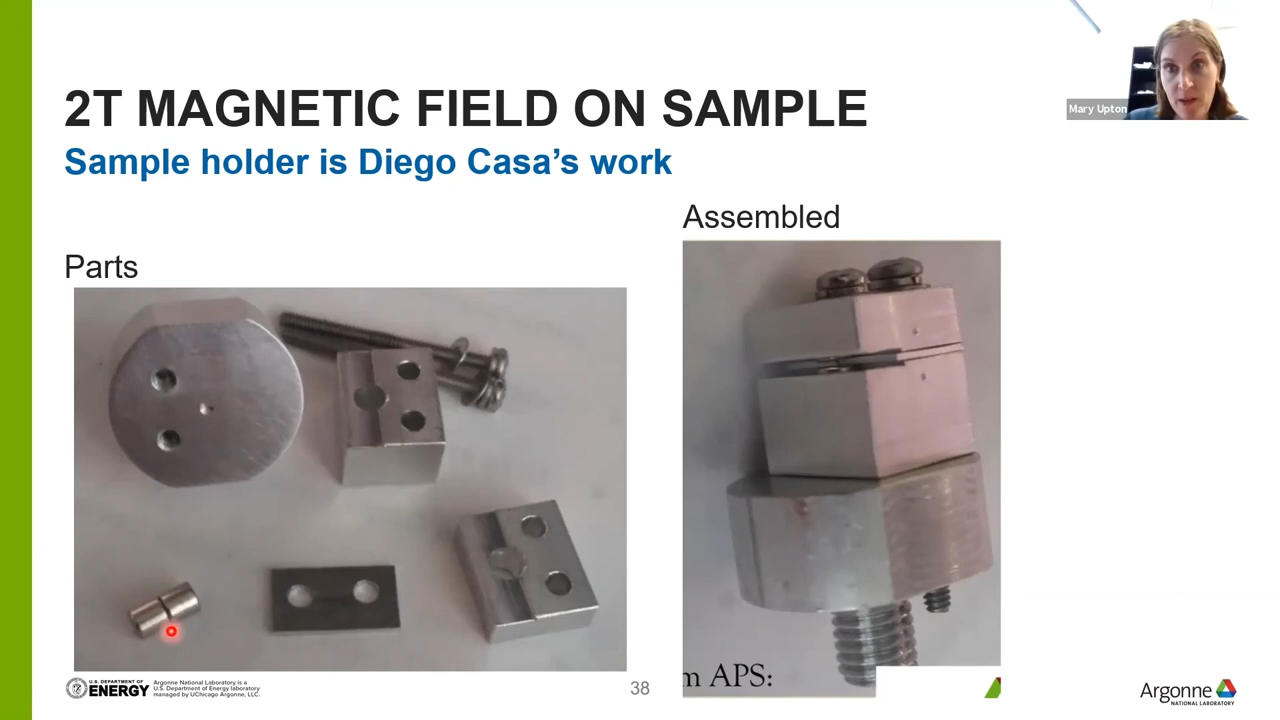 Mary Upton
2T MAGNETIC FIELD ON SAMPLE
Sample holder is Diego Casa’s work
Assembled
Parts
APS:
U.S. DEPARTMENT OF
ENERGY
Argonne National Laboratory is a
U.S. Department of Energy laboratory
managed by UChicago Argonne, LLC.
38
Argonne
NATIONAL LABORATORY